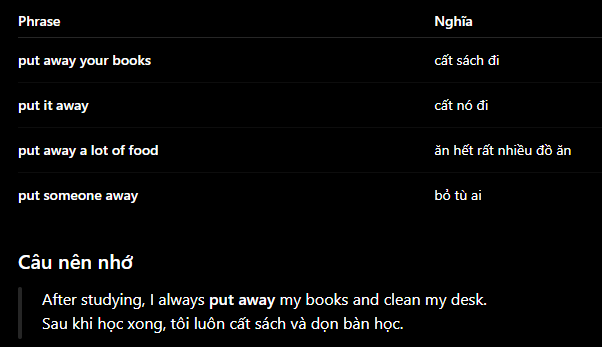 Phrase Nghĩa
put away your books cất sách đi
put it away cất nó đi
put away a lot of food ăn hết rất nhiều đồ ăn
put someone away bỏ tù ai
Câu nên nhớ
After studying, I always put away my books and clean my desk.
Sau khi học xong, tôi luôn cất sách và dọn bàn học.